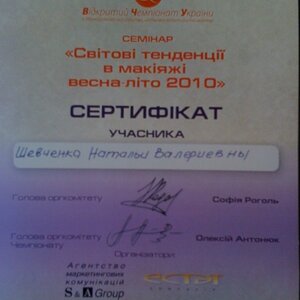 Відкритий Чемпіонат України
СЕМІНАР
«Світові тенденції
в макіяжі
весна-літо 2010»
СЕРТИФІКАТ
УЧАСНИКА
Шевченко Натальи Валериевны
Голова оргкомітету
Софія Роголь
Голова оргкомітету
Чемпіонату
Олексій Антонюк
Організатори:
Агентство
маркетингових
комунікацій
S & A Group